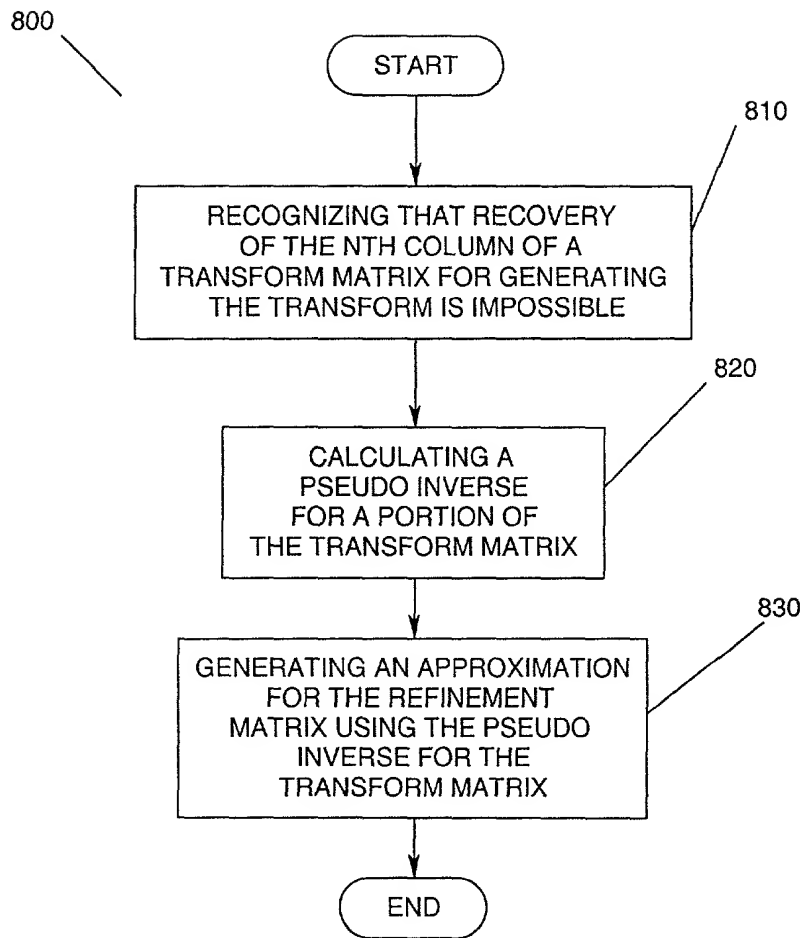 800
START
810
RECOGNIZING THAT RECOVERY
OF THE NTH COLUMN OF A
TRANSFORM MATRIX FOR GENERATING
THE TRANSFORM IS IMPOSSIBLE
820
CALCULATING A
PSEUDO INVERSE
FOR A PORTION OF
THE TRANSFORM MATRIX
830
GENERATING AN APPROXIMATION
FOR THE REFINEMENT
MATRIX USING THE PSEUDO
INVERSE FOR THE
TRANSFORM MATRIX
END